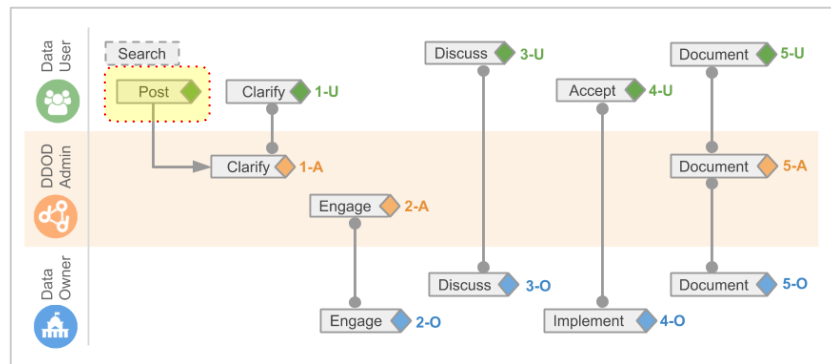 Data
User
Search
Post
Clarify
1-U
Discuss
3-U
Accept
4-U
Document
5-U
DDOD
Admin
Clarify
1-A
Engage
2-A
Document
5-A
Data
Owner
Engage
2-O
Discuss
3-O
Implement
4-O
Document
5-O